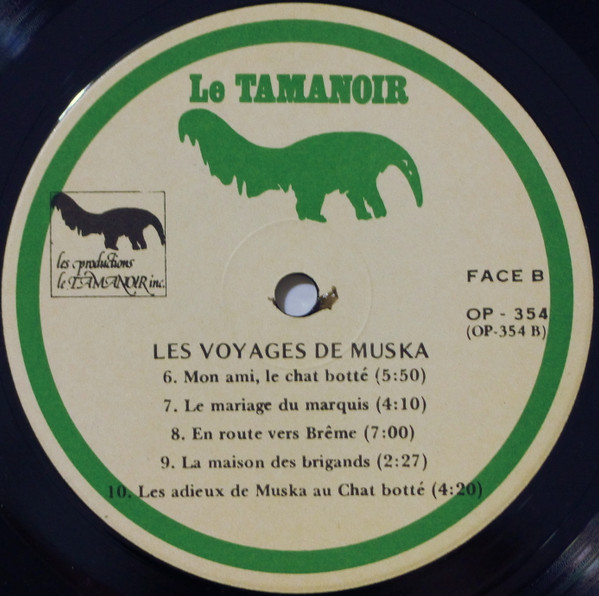 Le TAMANOIR
les productions
le TAMANOIR inc.
FACE B
OP - 354
(OP-354 B)
LES VOYAGES DE MUSKA
6. Mon ami, le chat botté (5:50)
7. Le mariage du marquis (4:10)
8. En route vers Brême (7:00)
9. La maison des brigands (2:27)
10. Les adieux de Muska au Chat botté (4:20)